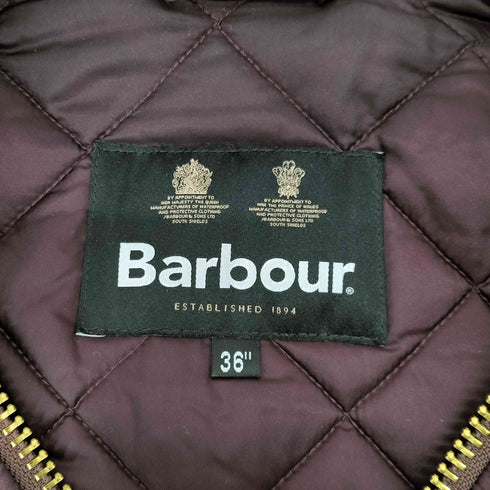 BY APPOINTMENT TO
HER MAJESTY THE QUEEN
MANUFACTURERS OF WATERPROOF
AND PROTECTIVE CLOTHING
J.BARBOUR & SONS LTD
SOUTH SHIELDS
BY APPOINTMENT TO
HRH THE PRINCE OF WALES
MANUFACTURERS OF WATERPROOF
AND PROTECTIVE CLOTHING
J.BARBOUR & SONS LTD
SOUTH SHIELDS
Barbour®
ESTABLISHED 1894
36"